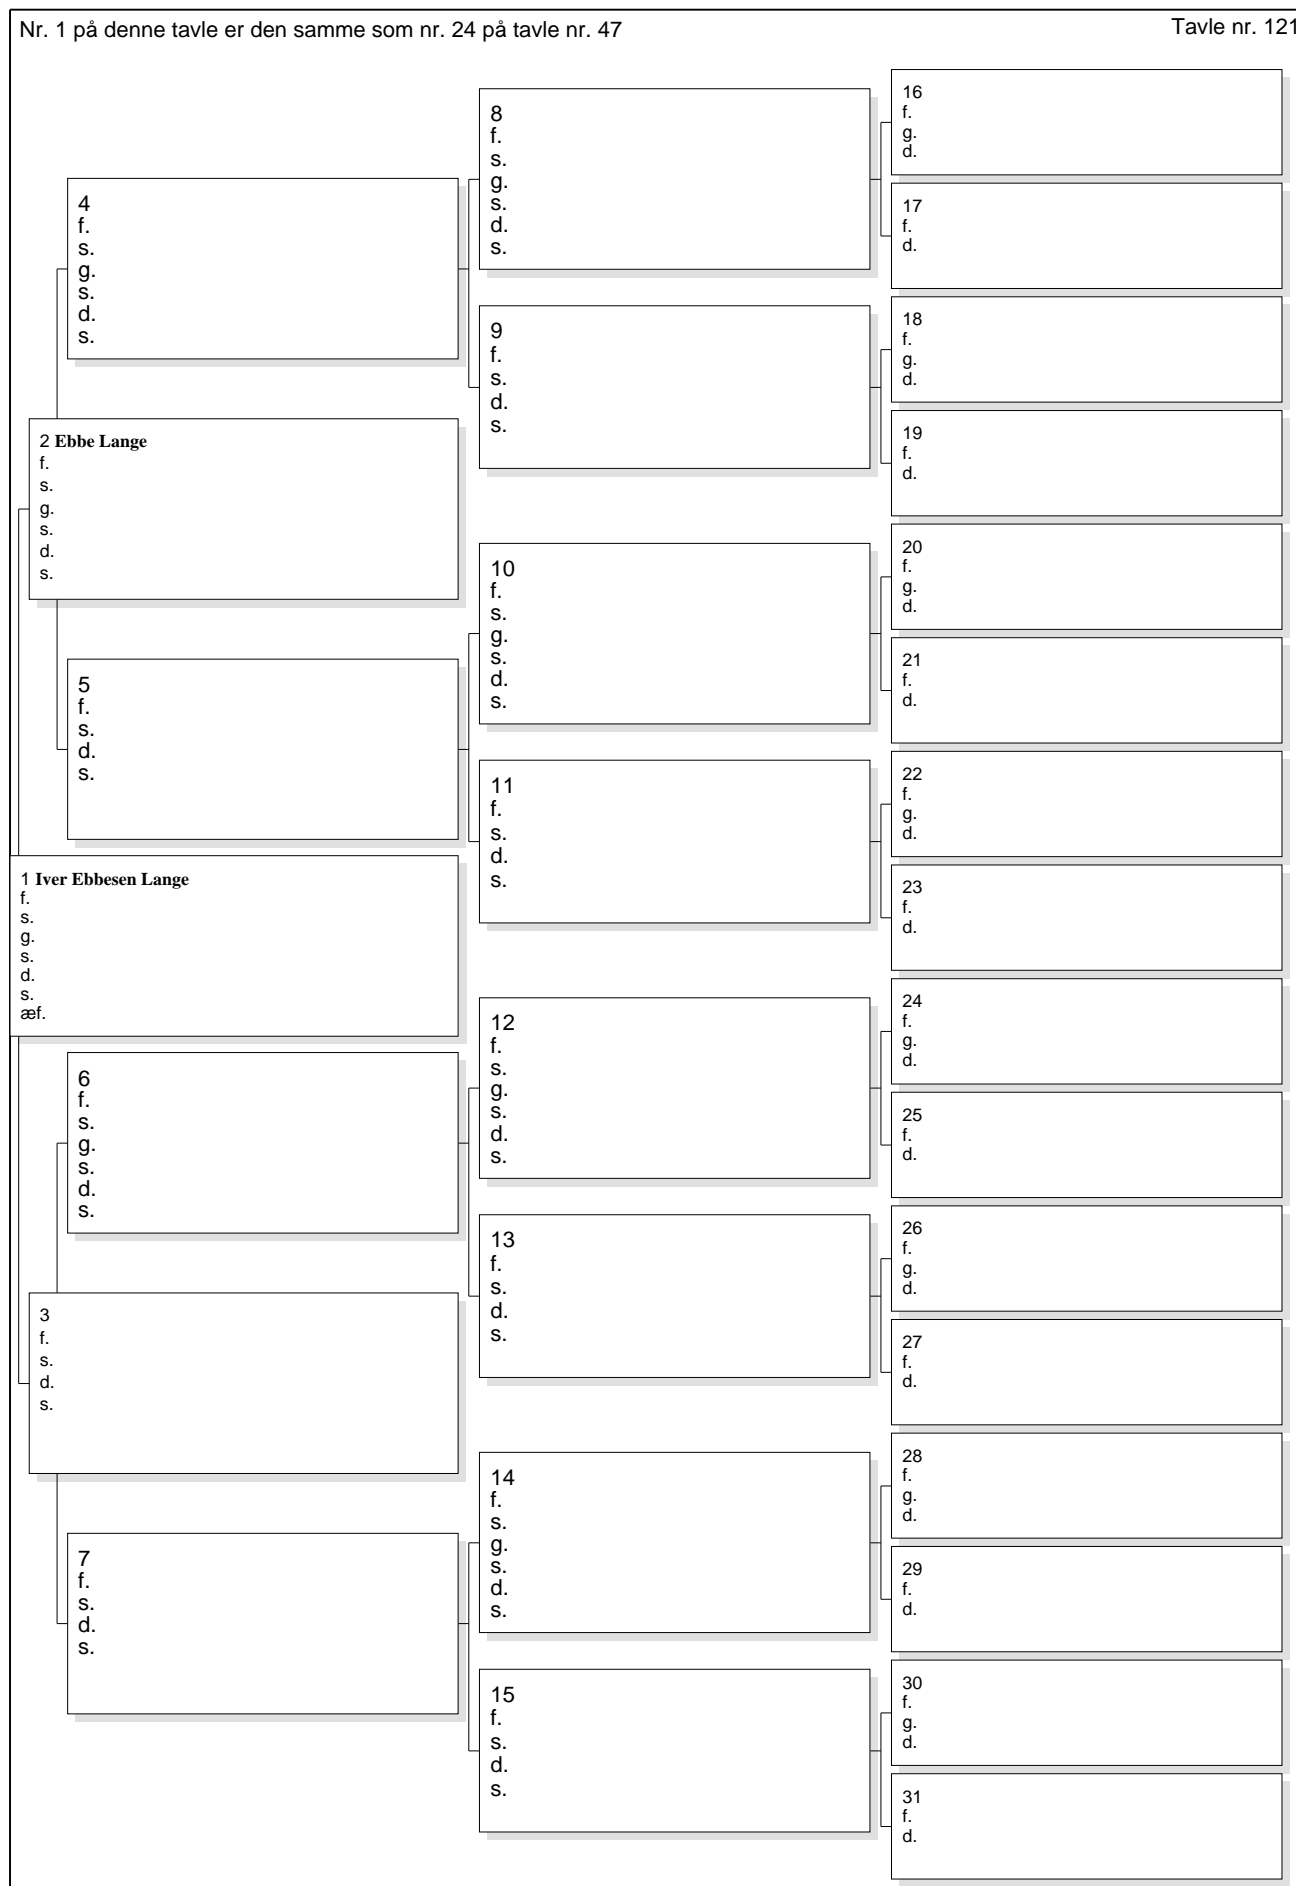 Nr. 1 på denne tavle er den samme som nr. 24 på tavle nr. 47
Tavle nr. 121
4
f.
s.
g.
s.
d.
s.
2 Ebbe Lange
f.
s.
g.
s.
d.
s.
5
f.
s.
d.
s.
1 Iver Ebbesen Lange
f.
s.
g.
s.
d.
s.
æf.
6
f.
s.
g.
s.
d.
s.
3
f.
s.
d.
s.
7
f.
s.
d.
s.
8
f.
s.
g.
s.
d.
s.
9
f.
s.
d.
s.
10
f.
s.
g.
s.
d.
s.
11
f.
s.
d.
s.
12
f.
s.
g.
s.
d.
s.
13
f.
s.
d.
s.
14
f.
s.
g.
s.
d.
s.
15
f.
s.
d.
s.
16
f.
g.
d.
17
f.
d.
18
f.
g.
d.
19
f.
d.
20
f.
g.
d.
21
f.
d.
22
f.
g.
d.
23
f.
d.
24
f.
g.
d.
25
f.
d.
26
f.
g.
d.
27
f.
d.
28
f.
g.
d.
29
f.
d.
30
f.
g.
d.
31
f.
d.